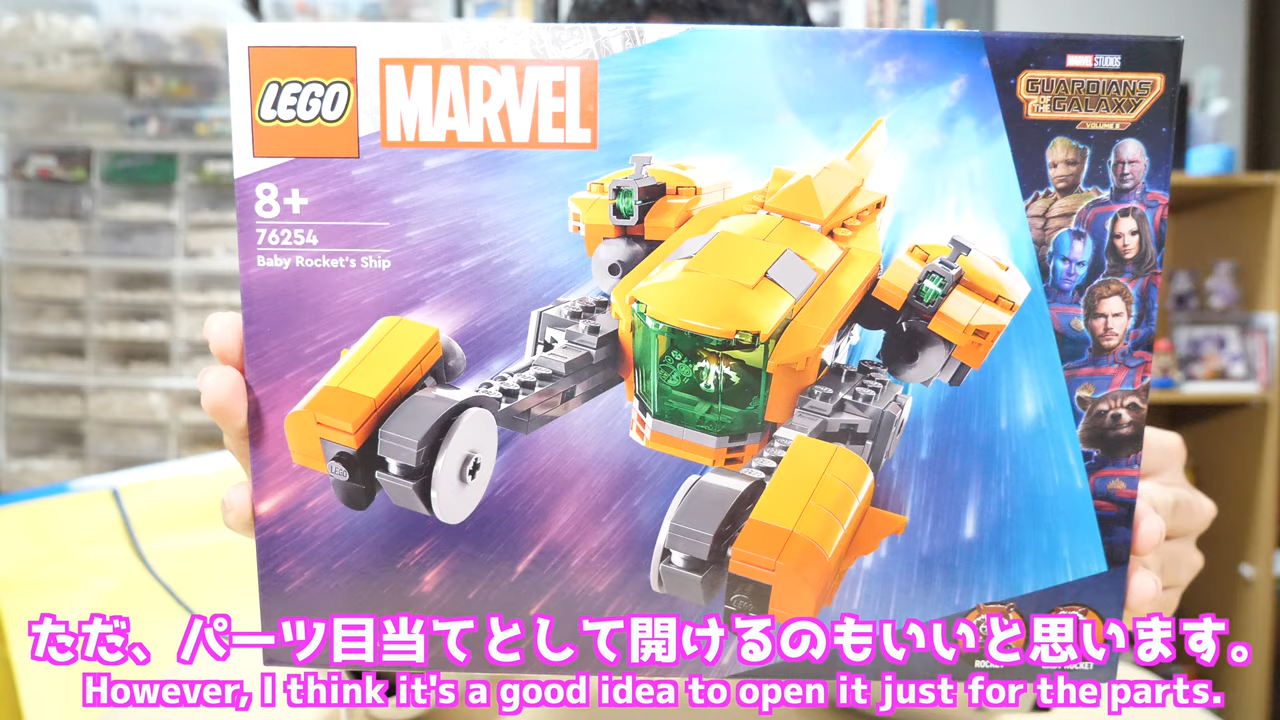 LEGO
MARVEL
8+
76254
Baby Rocket's Ship
MARVEL STUDIOS
GUARDIANS
OF THE
GALAXY
VOLUME 3
LEGO
ROCKET
BABY ROCKET
ただ、パーツ目当てとして開けるのもいいと思います。
However, I think it's a good idea to open it just for the parts.